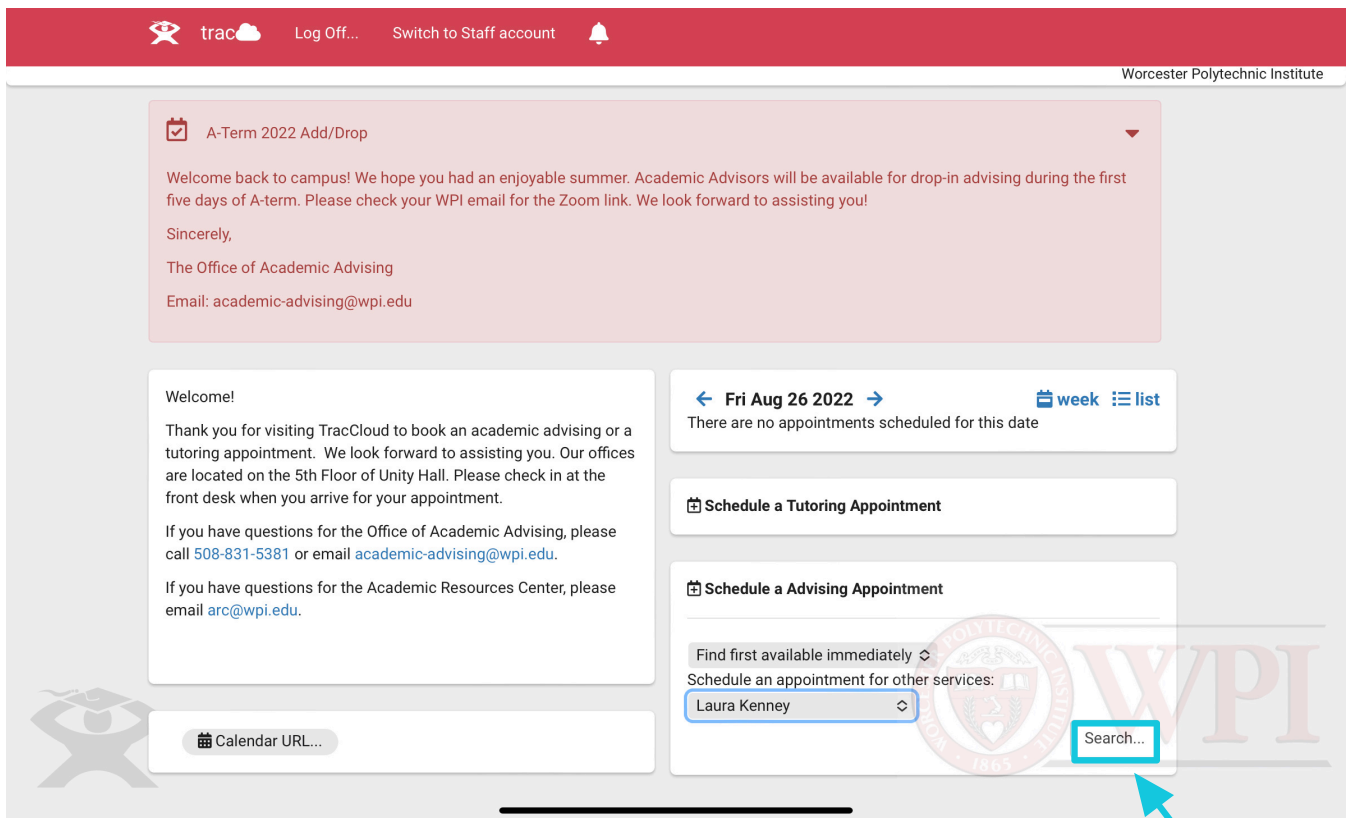 trac
Log Off...
Switch to Staff account
Worcester Polytechnic Institute
A-Term 2022 Add/Drop
Welcome back to campus! We hope you had an enjoyable summer. Academic Advisors will be available for drop-in advising during the first
five days of A-term. Please check your WPI email for the Zoom link. We look forward to assisting you!
Sincerely,
The Office of Academic Advising
Email: academic-advising@wpi.edu
Welcome!
Thank you for visiting TracCloud to book an academic advising or a
tutoring appointment. We look forward to assisting you. Our offices
are located on the 5th Floor of Unity Hall. Please check in at the
front desk when you arrive for your appointment.
If you have questions for the Office of Academic Advising, please
call 508-831-5381 or email academic-advising@wpi.edu.
If you have questions for the Academic Resources Center, please
email arc@wpi.edu.
Calendar URL...
Fri Aug 26 2022
week
list
There are no appointments scheduled for this date
Schedule a Tutoring Appointment
Schedule a Advising Appointment
Find first available immediately
Schedule an appointment for other services:
Laura Kenney
Search...
WORCESTER POLYTECHNIC INSTITUTE
1865
WPI